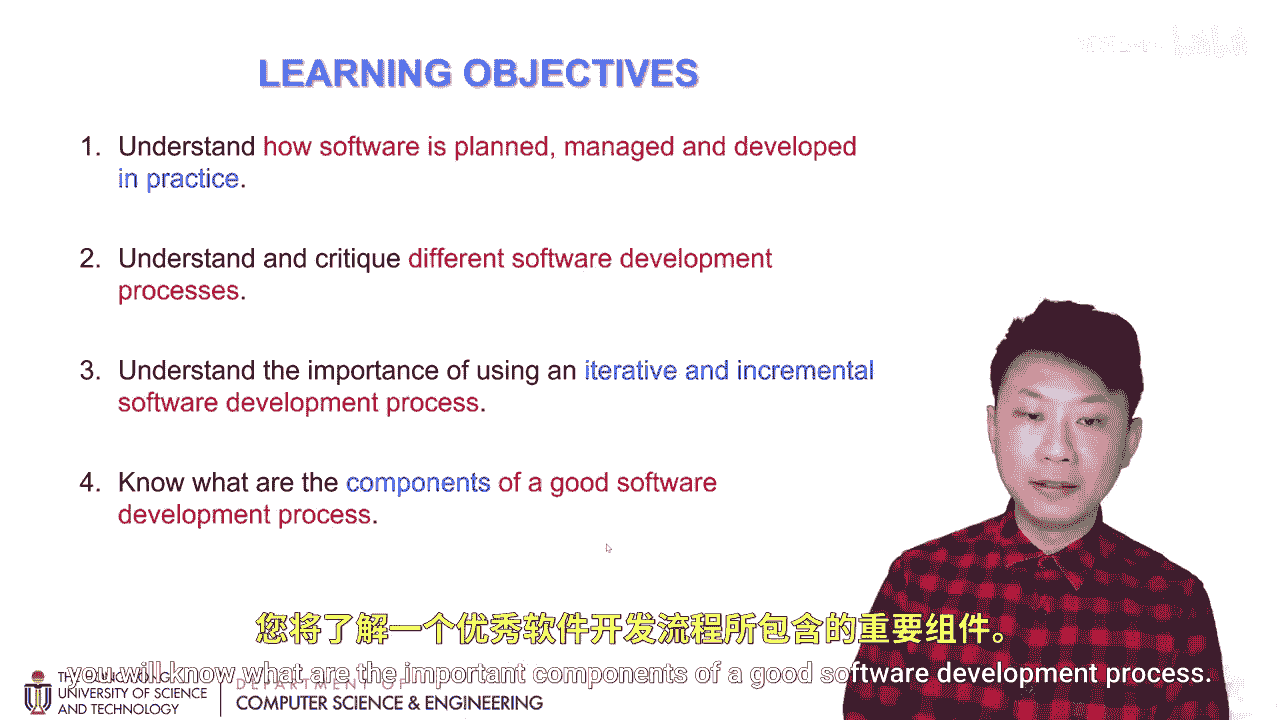 LEARNING OBJECTIVES
1. Understand how software is planned, managed and developed
in practice.
2. Understand and critique different software development
processes.
3. Understand the importance of using an iterative and incremental
software development process.
4. Know what are the components of a good software
development process.
您将了解一个优秀软件开发流程所包含的重要组件。
you will know what are the important components of a good software development process.
UNIVERSITY OF SCIENCE
AND TECHNOLOGY
DEPARTMENT OF
COMPUTER SCIENCE & ENGINEERING